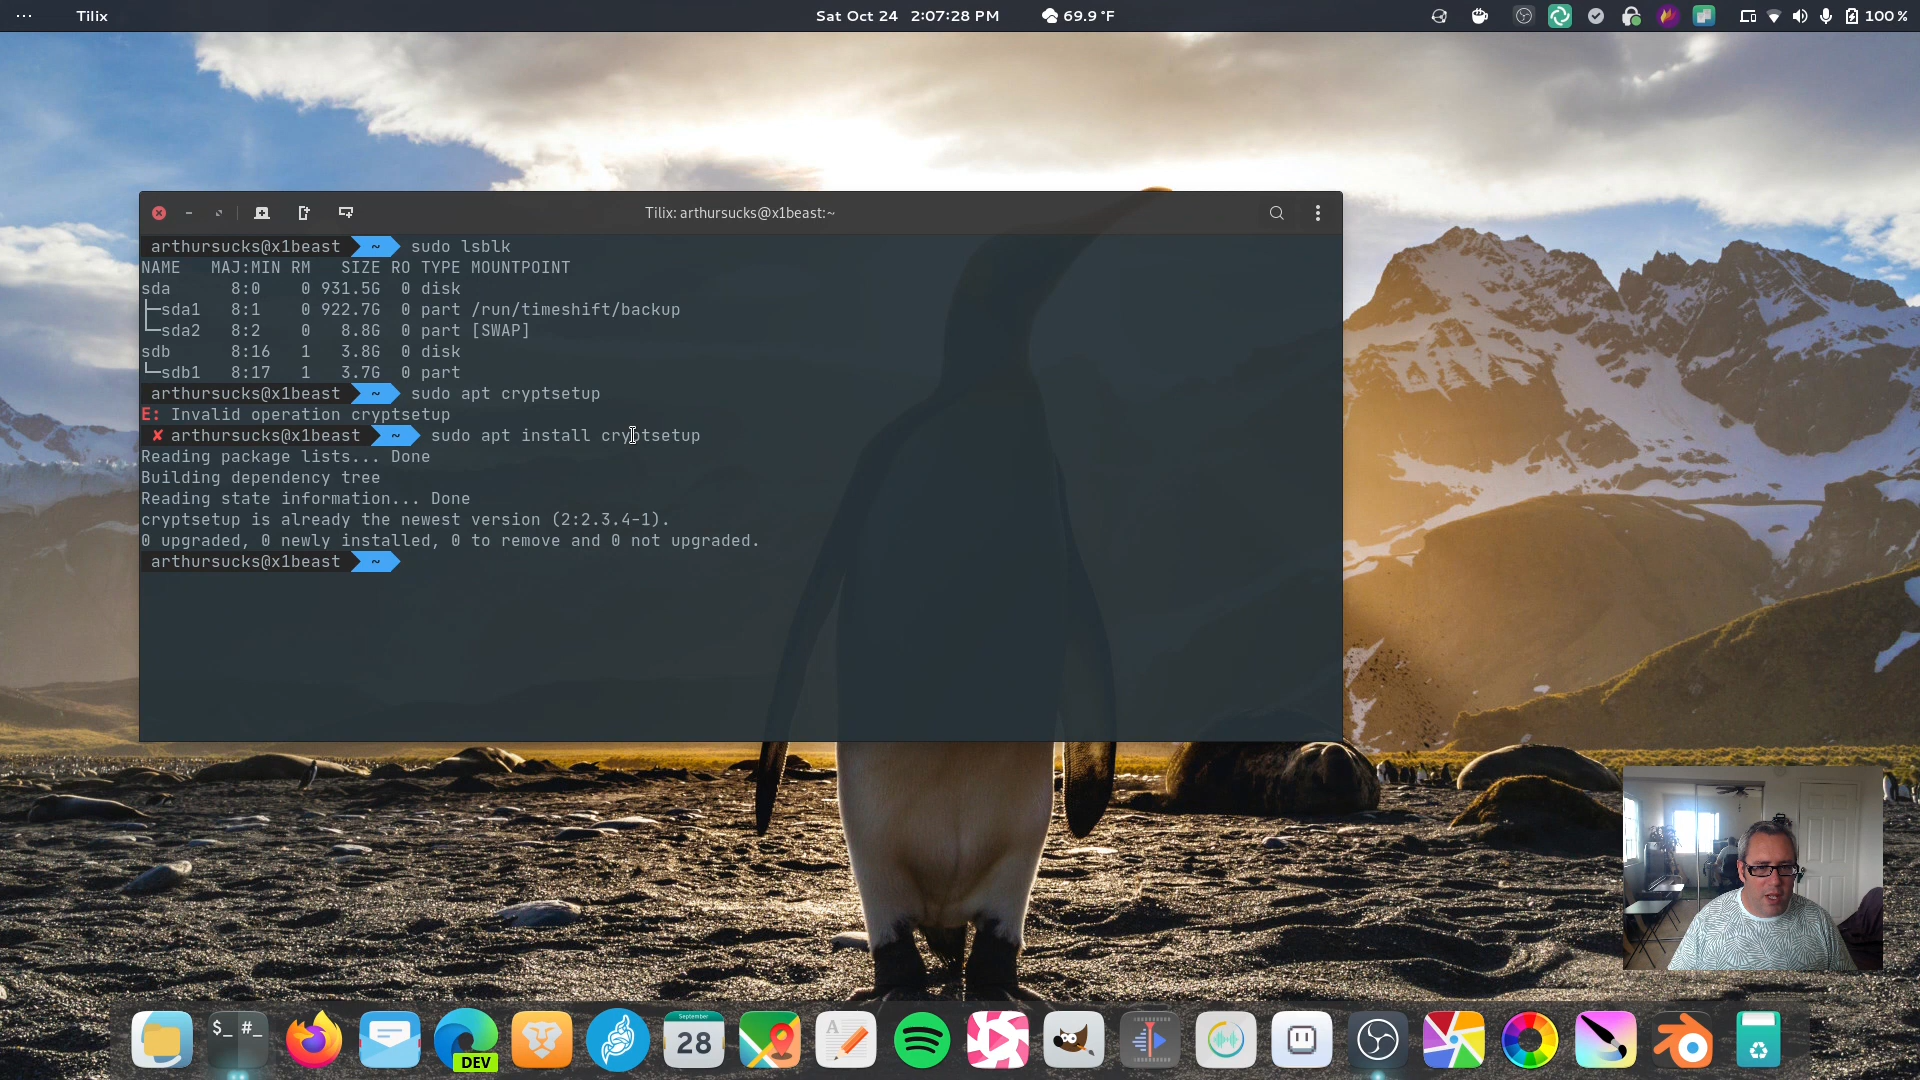 Tilix
Sat Oct 24 2:07:28 PM
69.9 °F
100 %
Tilix: arthursucks@x1beast:~
arthursucks@x1beast ~ sudo lsblk
NAME MAJ:MIN RM SIZE RO TYPE MOUNTPOINT
sda 8:0 0 931.5G 0 disk
├─sda1 8:1 0 922.7G 0 part /run/timeshift/backup
└─sda2 8:2 0 8.8G 0 part [SWAP]
sdb 8:16 1 3.8G 0 disk
└─sdb1 8:17 1 3.7G 0 part
arthursucks@x1beast ~ sudo apt cryptsetup
E: Invalid operation cryptsetup
✘ arthursucks@x1beast ~ sudo apt install cryptsetup
Reading package lists... Done
Building dependency tree
Reading state information... Done
cryptsetup is already the newest version (2:2.3.4-1).
0 upgraded, 0 newly installed, 0 to remove and 0 not upgraded.
arthursucks@x1beast ~
$_ #_
DEV
September
28
A